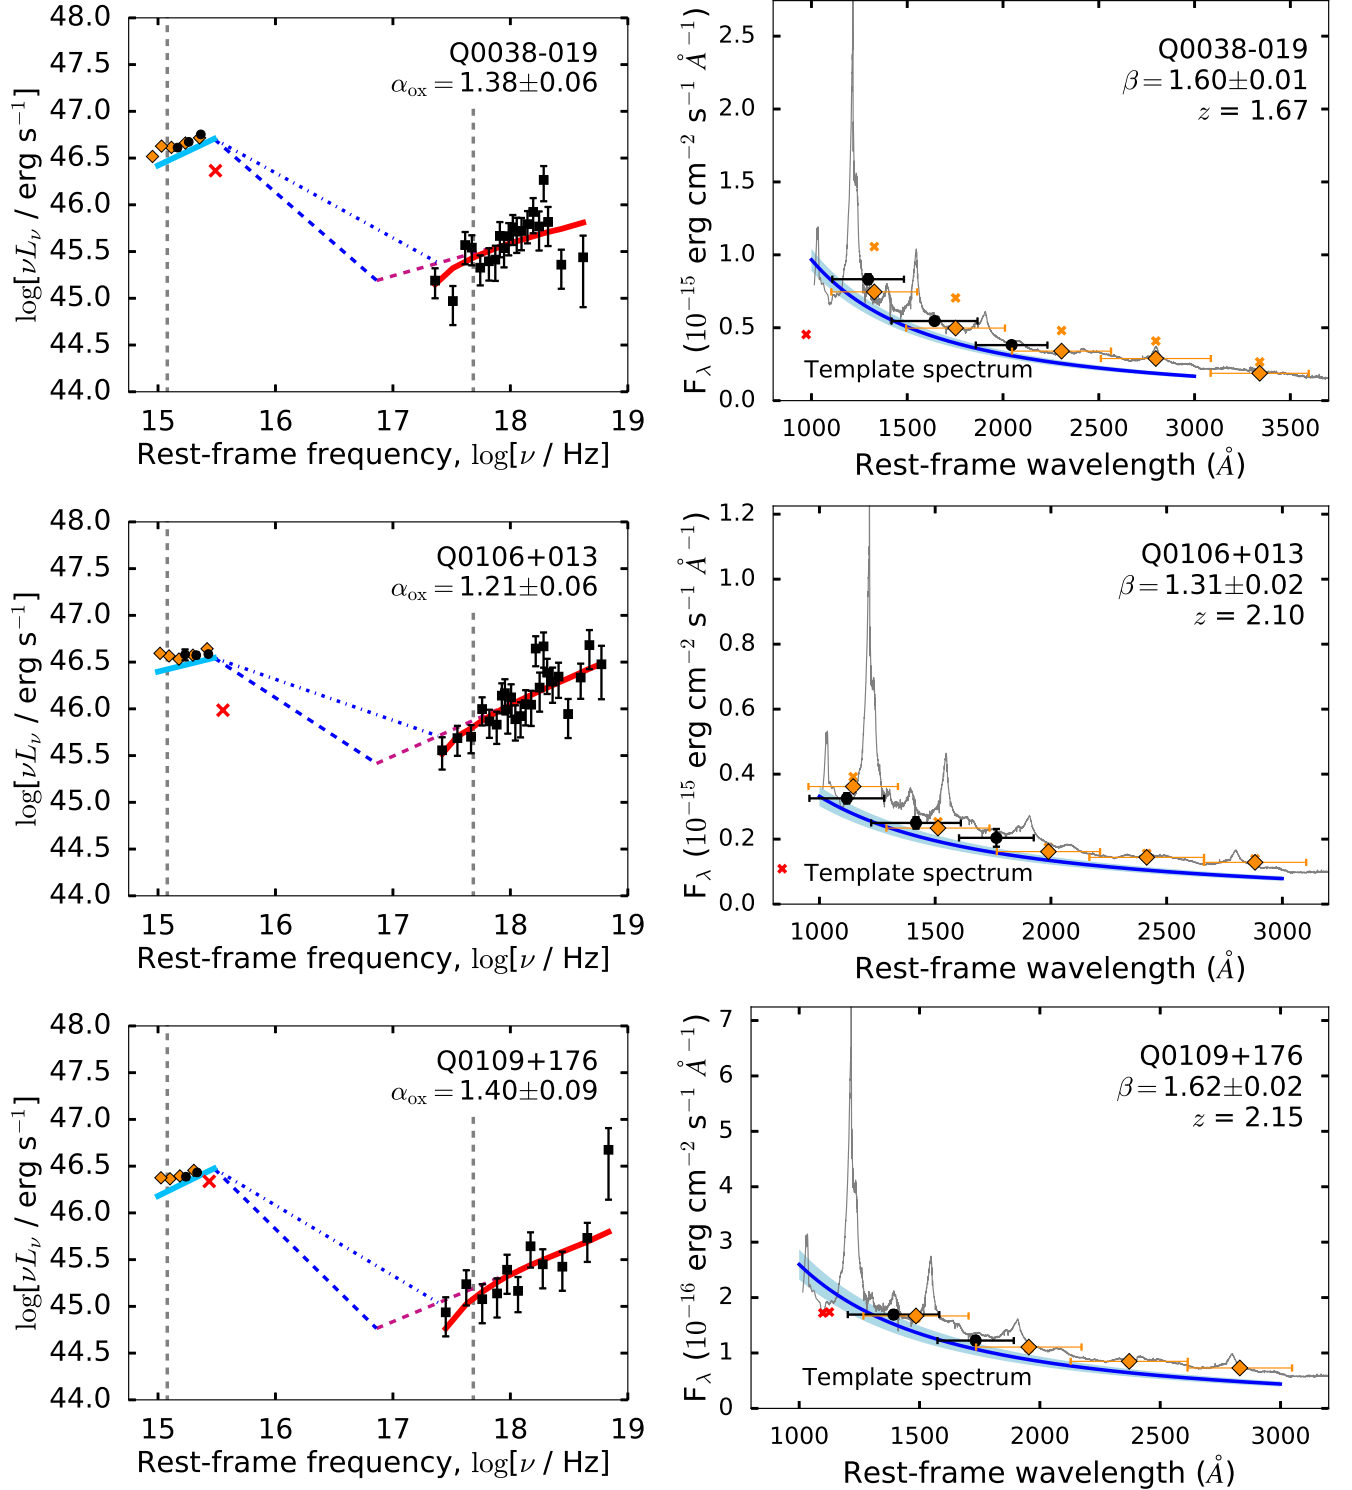 48.0
47.5
47.0
46.5
46.0
45.5
45.0
44.5
44.0
log[νLν / erg s⁻¹]
Q0038-019
αox = 1.38±0.06
15 16 17 18 19
Rest-frame frequency, log[ν / Hz]
2.5
2.0
1.5
1.0
0.5
0.0
Fλ (10⁻¹⁵ erg cm⁻² s⁻¹ Å⁻¹)
Q0038-019
β = 1.60±0.01
z = 1.67
Template spectrum
1000 1500 2000 2500 3000 3500
Rest-frame wavelength (Å)
48.0
47.5
47.0
46.5
46.0
45.5
45.0
44.5
44.0
log[νLν / erg s⁻¹]
Q0106+013
αox = 1.21±0.06
15 16 17 18 19
Rest-frame frequency, log[ν / Hz]
1.2
1.0
0.8
0.6
0.4
0.2
0.0
Fλ (10⁻¹⁵ erg cm⁻² s⁻¹ Å⁻¹)
Q0106+013
β = 1.31±0.02
z = 2.10
Template spectrum
1000 1500 2000 2500 3000
Rest-frame wavelength (Å)
48.0
47.5
47.0
46.5
46.0
45.5
45.0
44.5
44.0
log[νLν / erg s⁻¹]
Q0109+176
αox = 1.40±0.09
15 16 17 18 19
Rest-frame frequency, log[ν / Hz]
7
6
5
4
3
2
1
0
Fλ (10⁻¹⁶ erg cm⁻² s⁻¹ Å⁻¹)
Q0109+176
β = 1.62±0.02
z = 2.15
Template spectrum
1000 1500 2000 2500 3000
Rest-frame wavelength (Å)